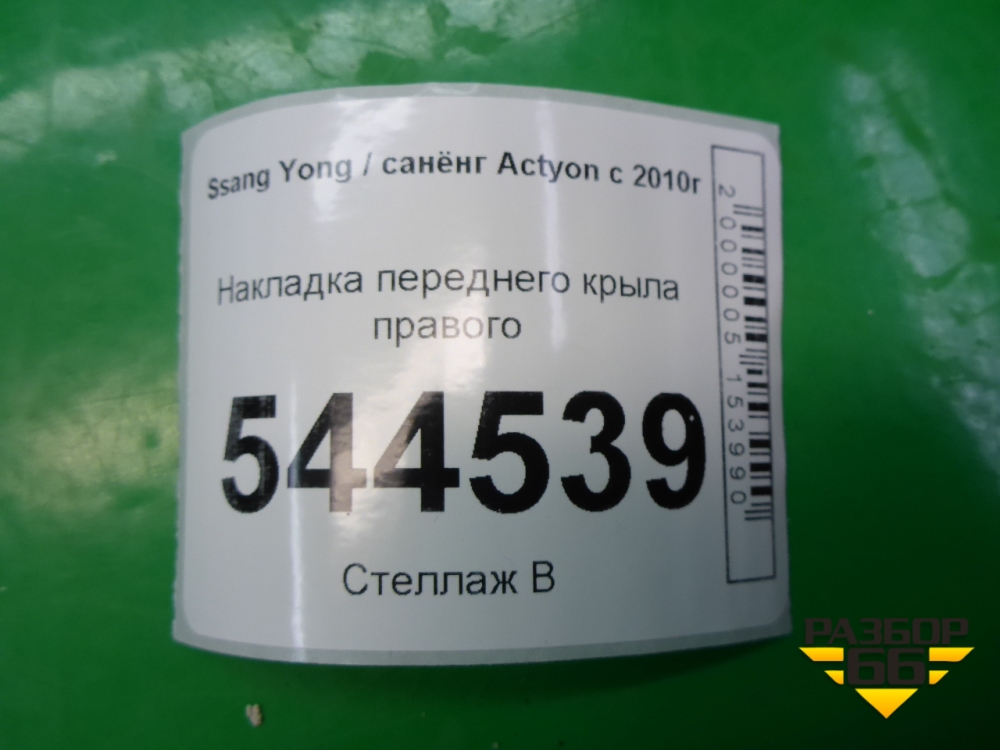 Ssang Yong / санёнг Actyon с 2010г
Накладка переднего крыла
правого
544539
Стеллаж В
2000005153990
РАЗБОР
66